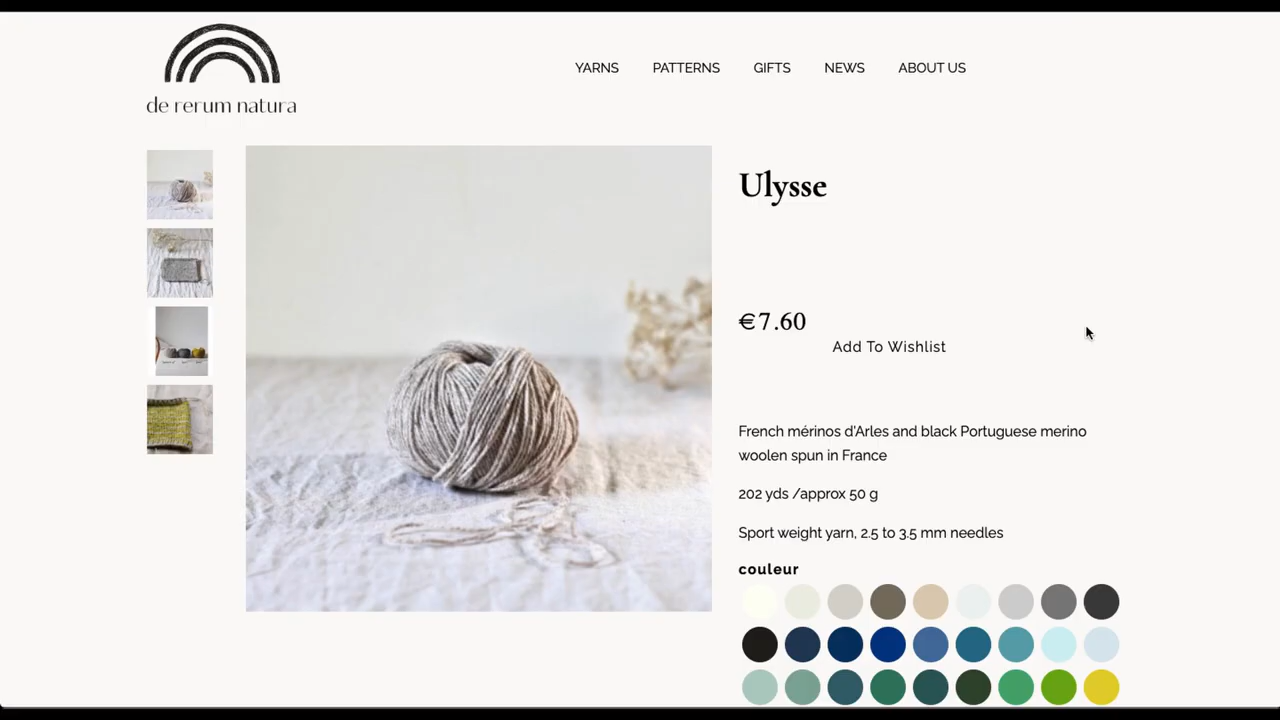 de rerum natura
YARNS PATTERNS GIFTS NEWS ABOUT US
Ulysse
€7.60
Add To Wishlist
French mérinos d'Arles and black Portuguese merino
woolen spun in France
202 yds /approx 50 g
Sport weight yarn, 2.5 to 3.5 mm needles
couleur